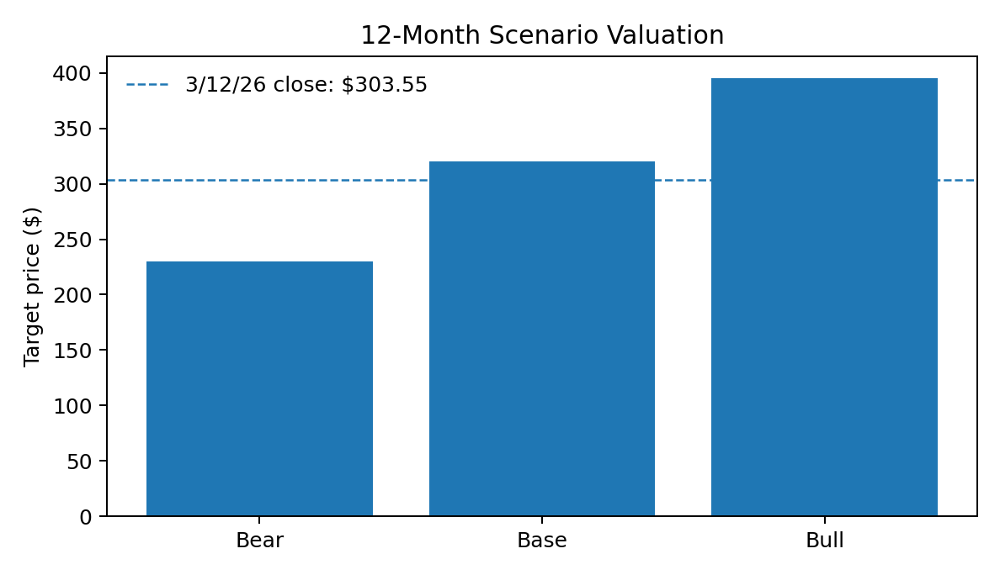 12-Month Scenario Valuation
3/12/26 close: $303.55
Target price ($)
400
350
300
250
200
150
100
50
0
Bear
Base
Bull